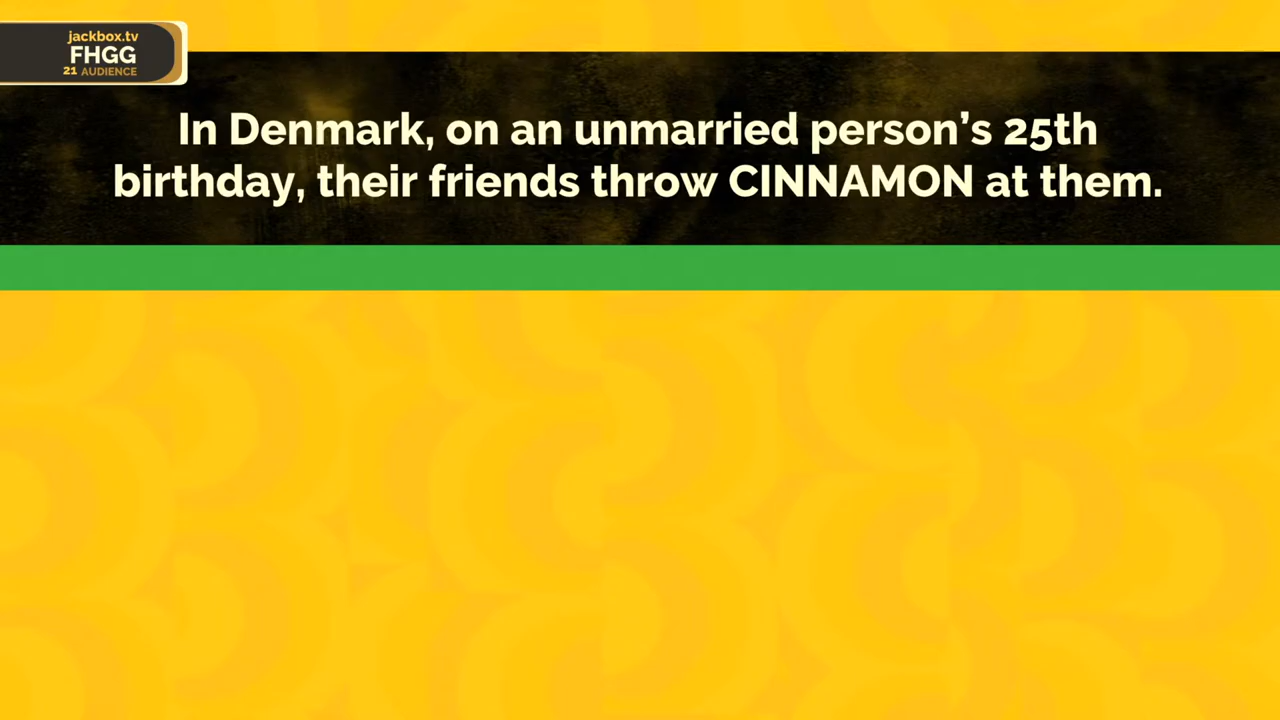 jackbox.tv
FHGG
21 AUDIENCE
In Denmark, on an unmarried person’s 25th
birthday, their friends throw CINNAMON at them.